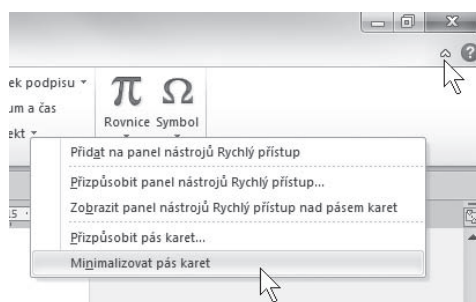 ek podpisu
um a čas
ekt
π Ω
Rovnice Symbol
Přidat na panel nástrojů Rychlý přístup
Přizpůsobit panel nástrojů Rychlý přístup...
Zobrazit panel nástrojů Rychlý přístup nad pásem karet
Přizpůsobit pás karet...
Minimalizovat pás karet
15